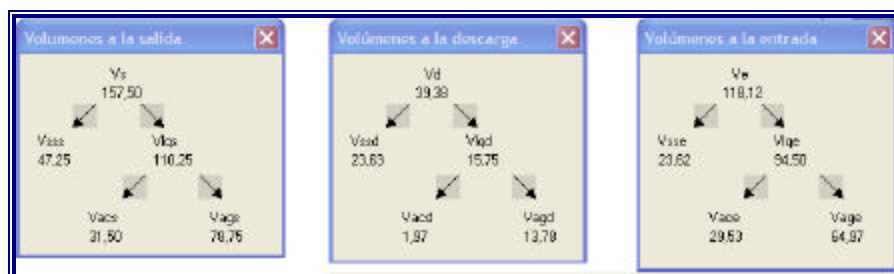 Volumenes a la salida
Vs
157,50
Vsss Vlqs
47,25 110,25
Vacs Vags
31,50 78,75
Volúmenes a la descarga
Vd
39,38
Vssd Vlqd
23,63 15,75
Vacd Vagd
1,97 13,78
Volúmenes a la entrada
Ve
118,12
Vsse Vlqe
23,62 94,50
Vace Vage
29,53 64,97